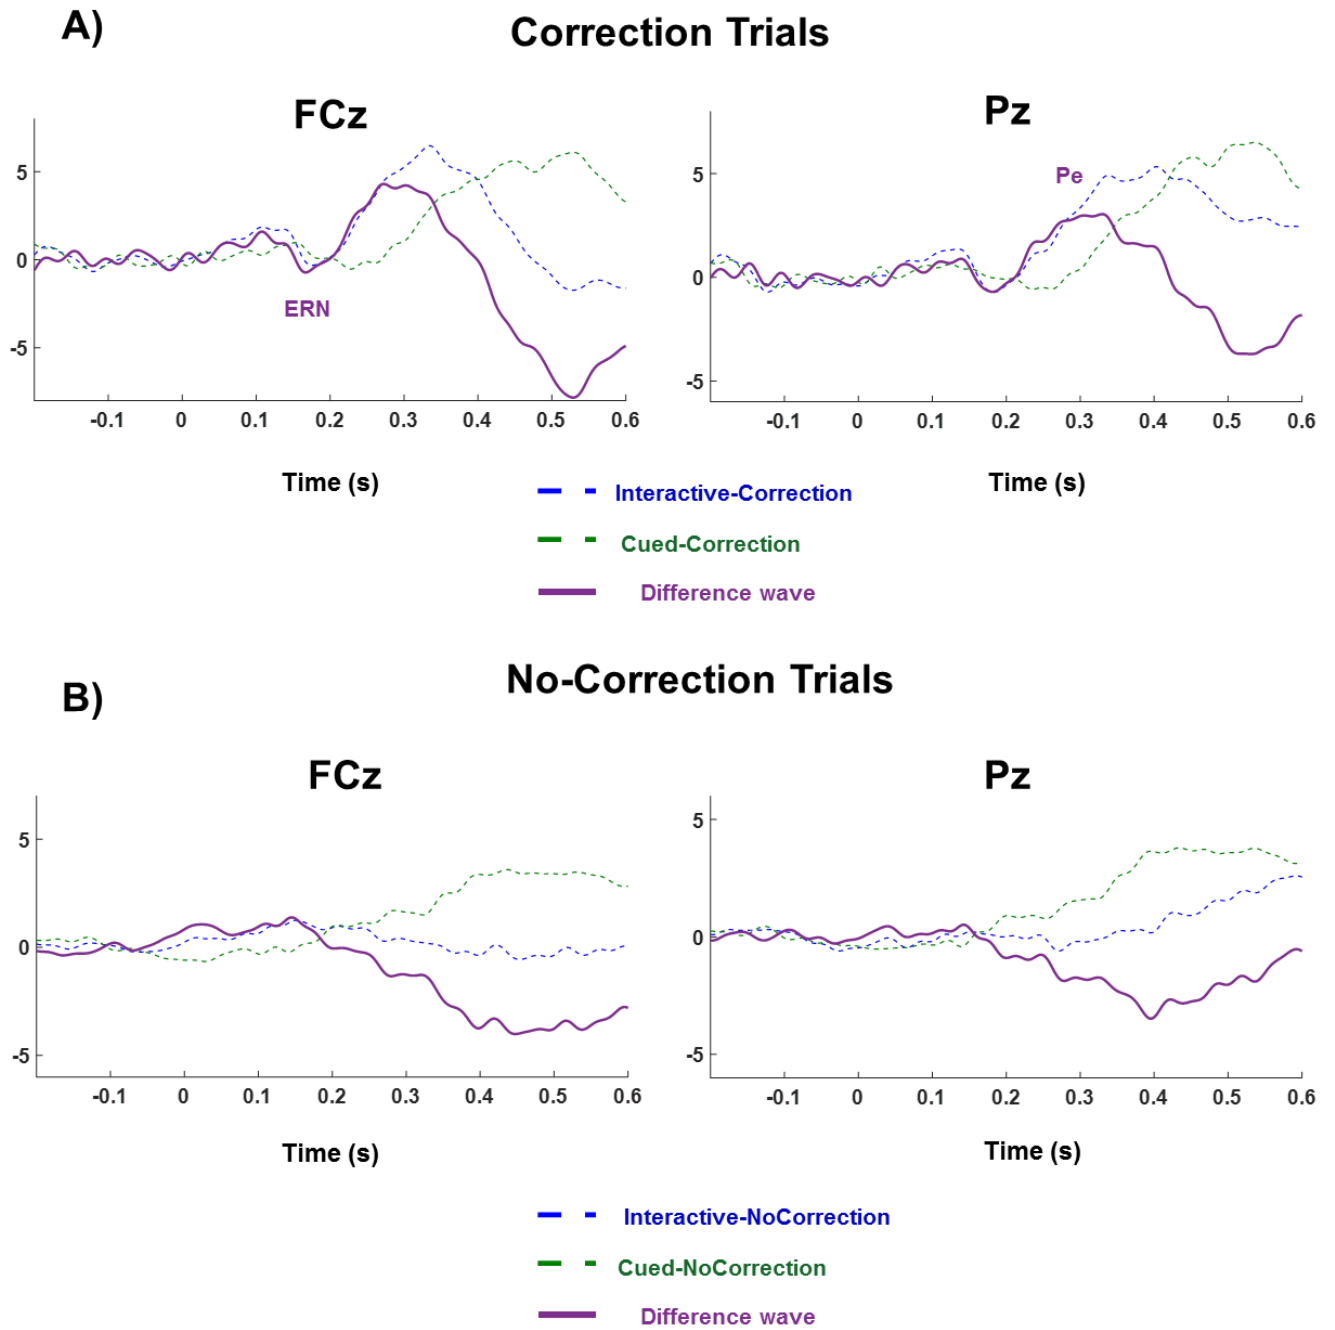 A)
Correction Trials
FCz
Pz
5
0
-5
ERN
-0.1 0 0.1 0.2 0.3 0.4 0.5 0.6
Time (s)
5
0
-5
Pe
-0.1 0 0.1 0.2 0.3 0.4 0.5 0.6
Time (s)
Interactive-Correction
Cued-Correction
Difference wave
B)
No-Correction Trials
FCz
Pz
5
0
-5
-0.1 0 0.1 0.2 0.3 0.4 0.5 0.6
Time (s)
5
0
-5
-0.1 0 0.1 0.2 0.3 0.4 0.5 0.6
Time (s)
Interactive-NoCorrection
Cued-NoCorrection
Difference wave